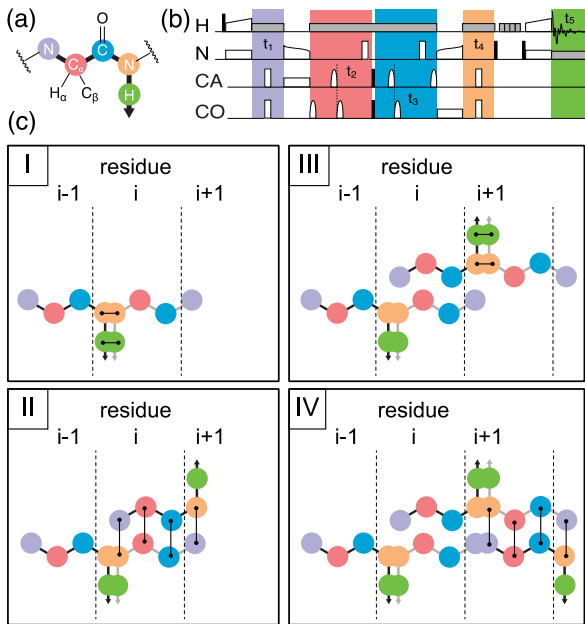 (a)
O
N
C
Cα
N
Hα
Cβ
H
(b)
H
t1
t5
N
t4
CA
t2
CO
t3
(c)
I
residue
i-1 i i+1
III
residue
i-1 i i+1
II
residue
i-1 i i+1
IV
residue
i-1 i i+1